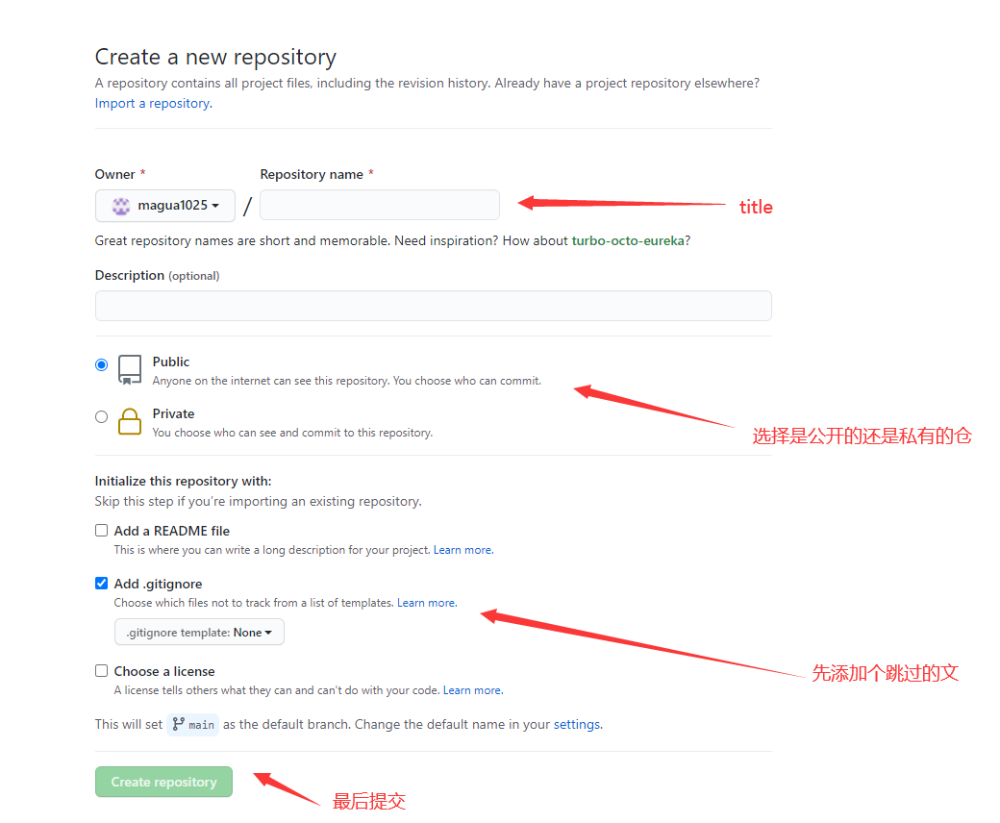 Create a new repository
A repository contains all project files, including the revision history. Already have a project repository elsewhere?
Import a repository.
Owner *
Repository name *
magua1025
/
title
Great repository names are short and memorable. Need inspiration? How about turbo-octo-eureka?
Description (optional)
Public
Anyone on the internet can see this repository. You choose who can commit.
Private
You choose who can see and commit to this repository.
选择是公开的还是私有的仓
Initialize this repository with:
Skip this step if you're importing an existing repository.
Add a README file
This is where you can write a long description for your project. Learn more.
Add .gitignore
Choose which files not to track from a list of templates. Learn more.
.gitignore template: None
Choose a license
先添加个跳过的文
A license tells others what they can and can't do with your code. Learn more.
This will set main as the default branch. Change the default name in your settings.
Create repository
最后提交